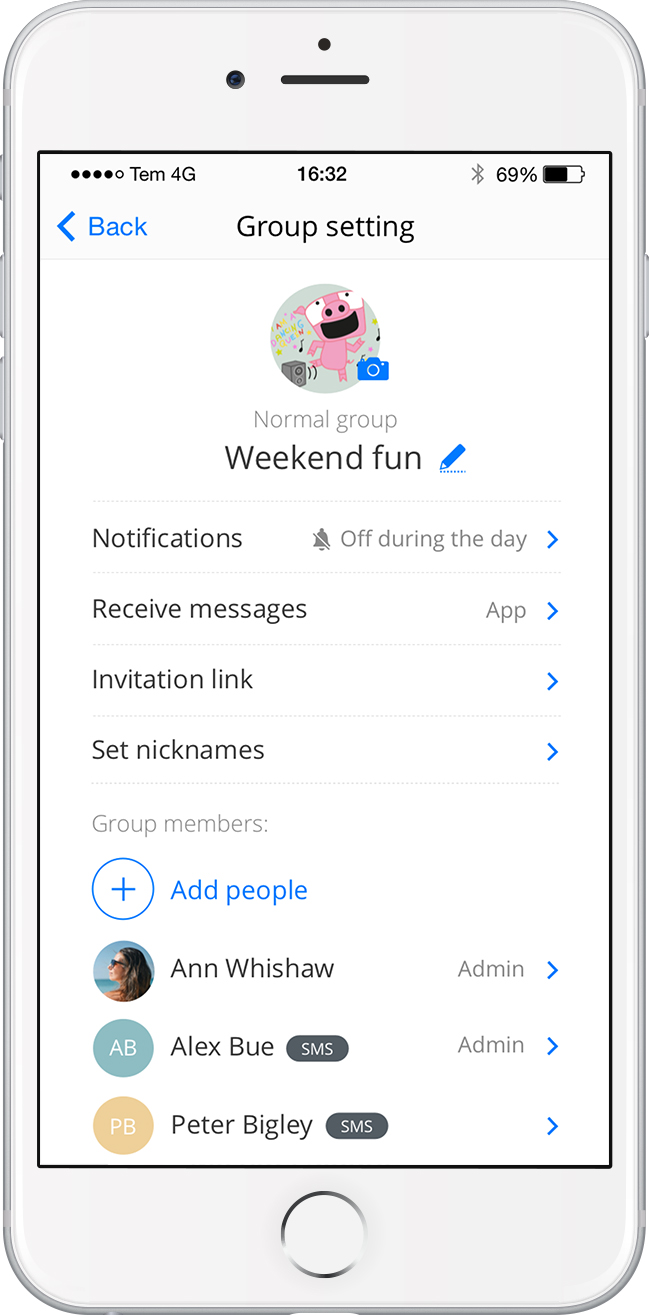 Tem 4G 16:32 69%
Back Group setting
DANCING
QUEEN
Normal group
Weekend fun
Notifications Off during the day
Receive messages App
Invitation link
Set nicknames
Group members:
Add people
Ann Whishaw Admin
AB Alex Bue SMS Admin
PB Peter Bigley SMS